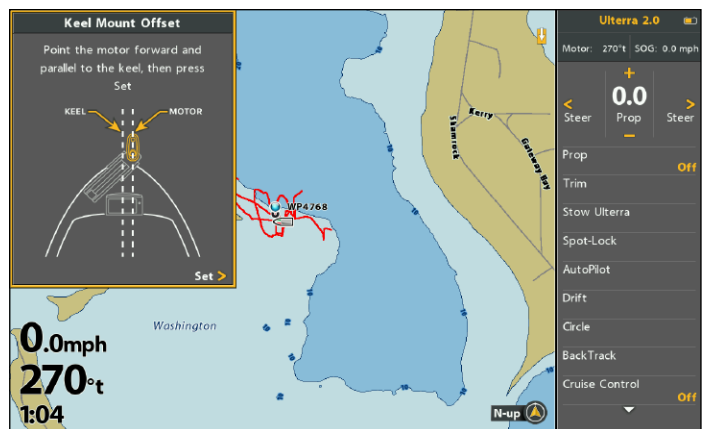 Keel Mount Offset
Point the motor forward and
parallel to the keel, then press
Set
KEEL
MOTOR
Set >
WP4768
Kerry
Shamrock
Gateway Bay
Washington
0.0mph
270°t
1:04
N-up
Ulterra 2.0
Motor: 270°t SOG: 0.0 mph
+
< 0.0 >
Steer Prop Steer
−
Prop
Off
Trim
Stow Ulterra
Spot-Lock
AutoPilot
Drift
Circle
BackTrack
Cruise Control
Off